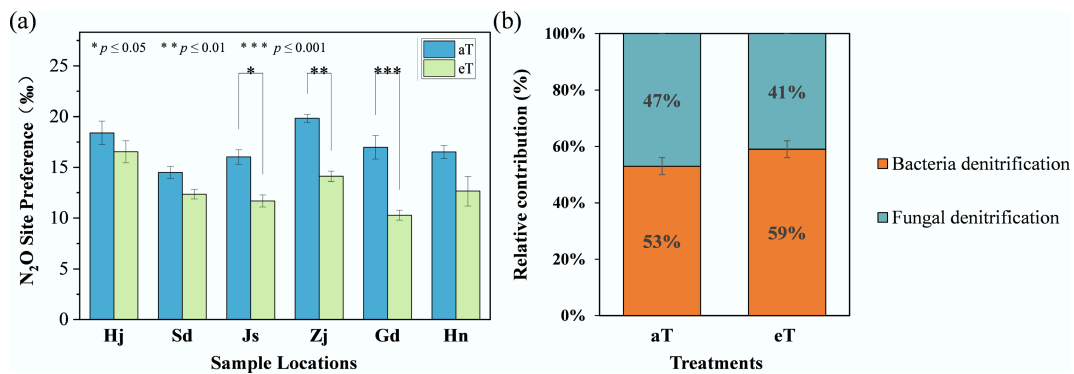 (a)
* p ≤ 0.05 ** p ≤ 0.01 *** p ≤ 0.001
aT
eT
* ** ***
N₂O Site Preference (‰)
25
20
15
10
5
0
Hj Sd Js Zj Gd Hn
Sample Locations
(b)
Relative contribution (%)
100%
80%
60%
40%
20%
0%
47% 41%
53% 59%
aT eT
Treatments
Bacteria denitrification
Fungal denitrification